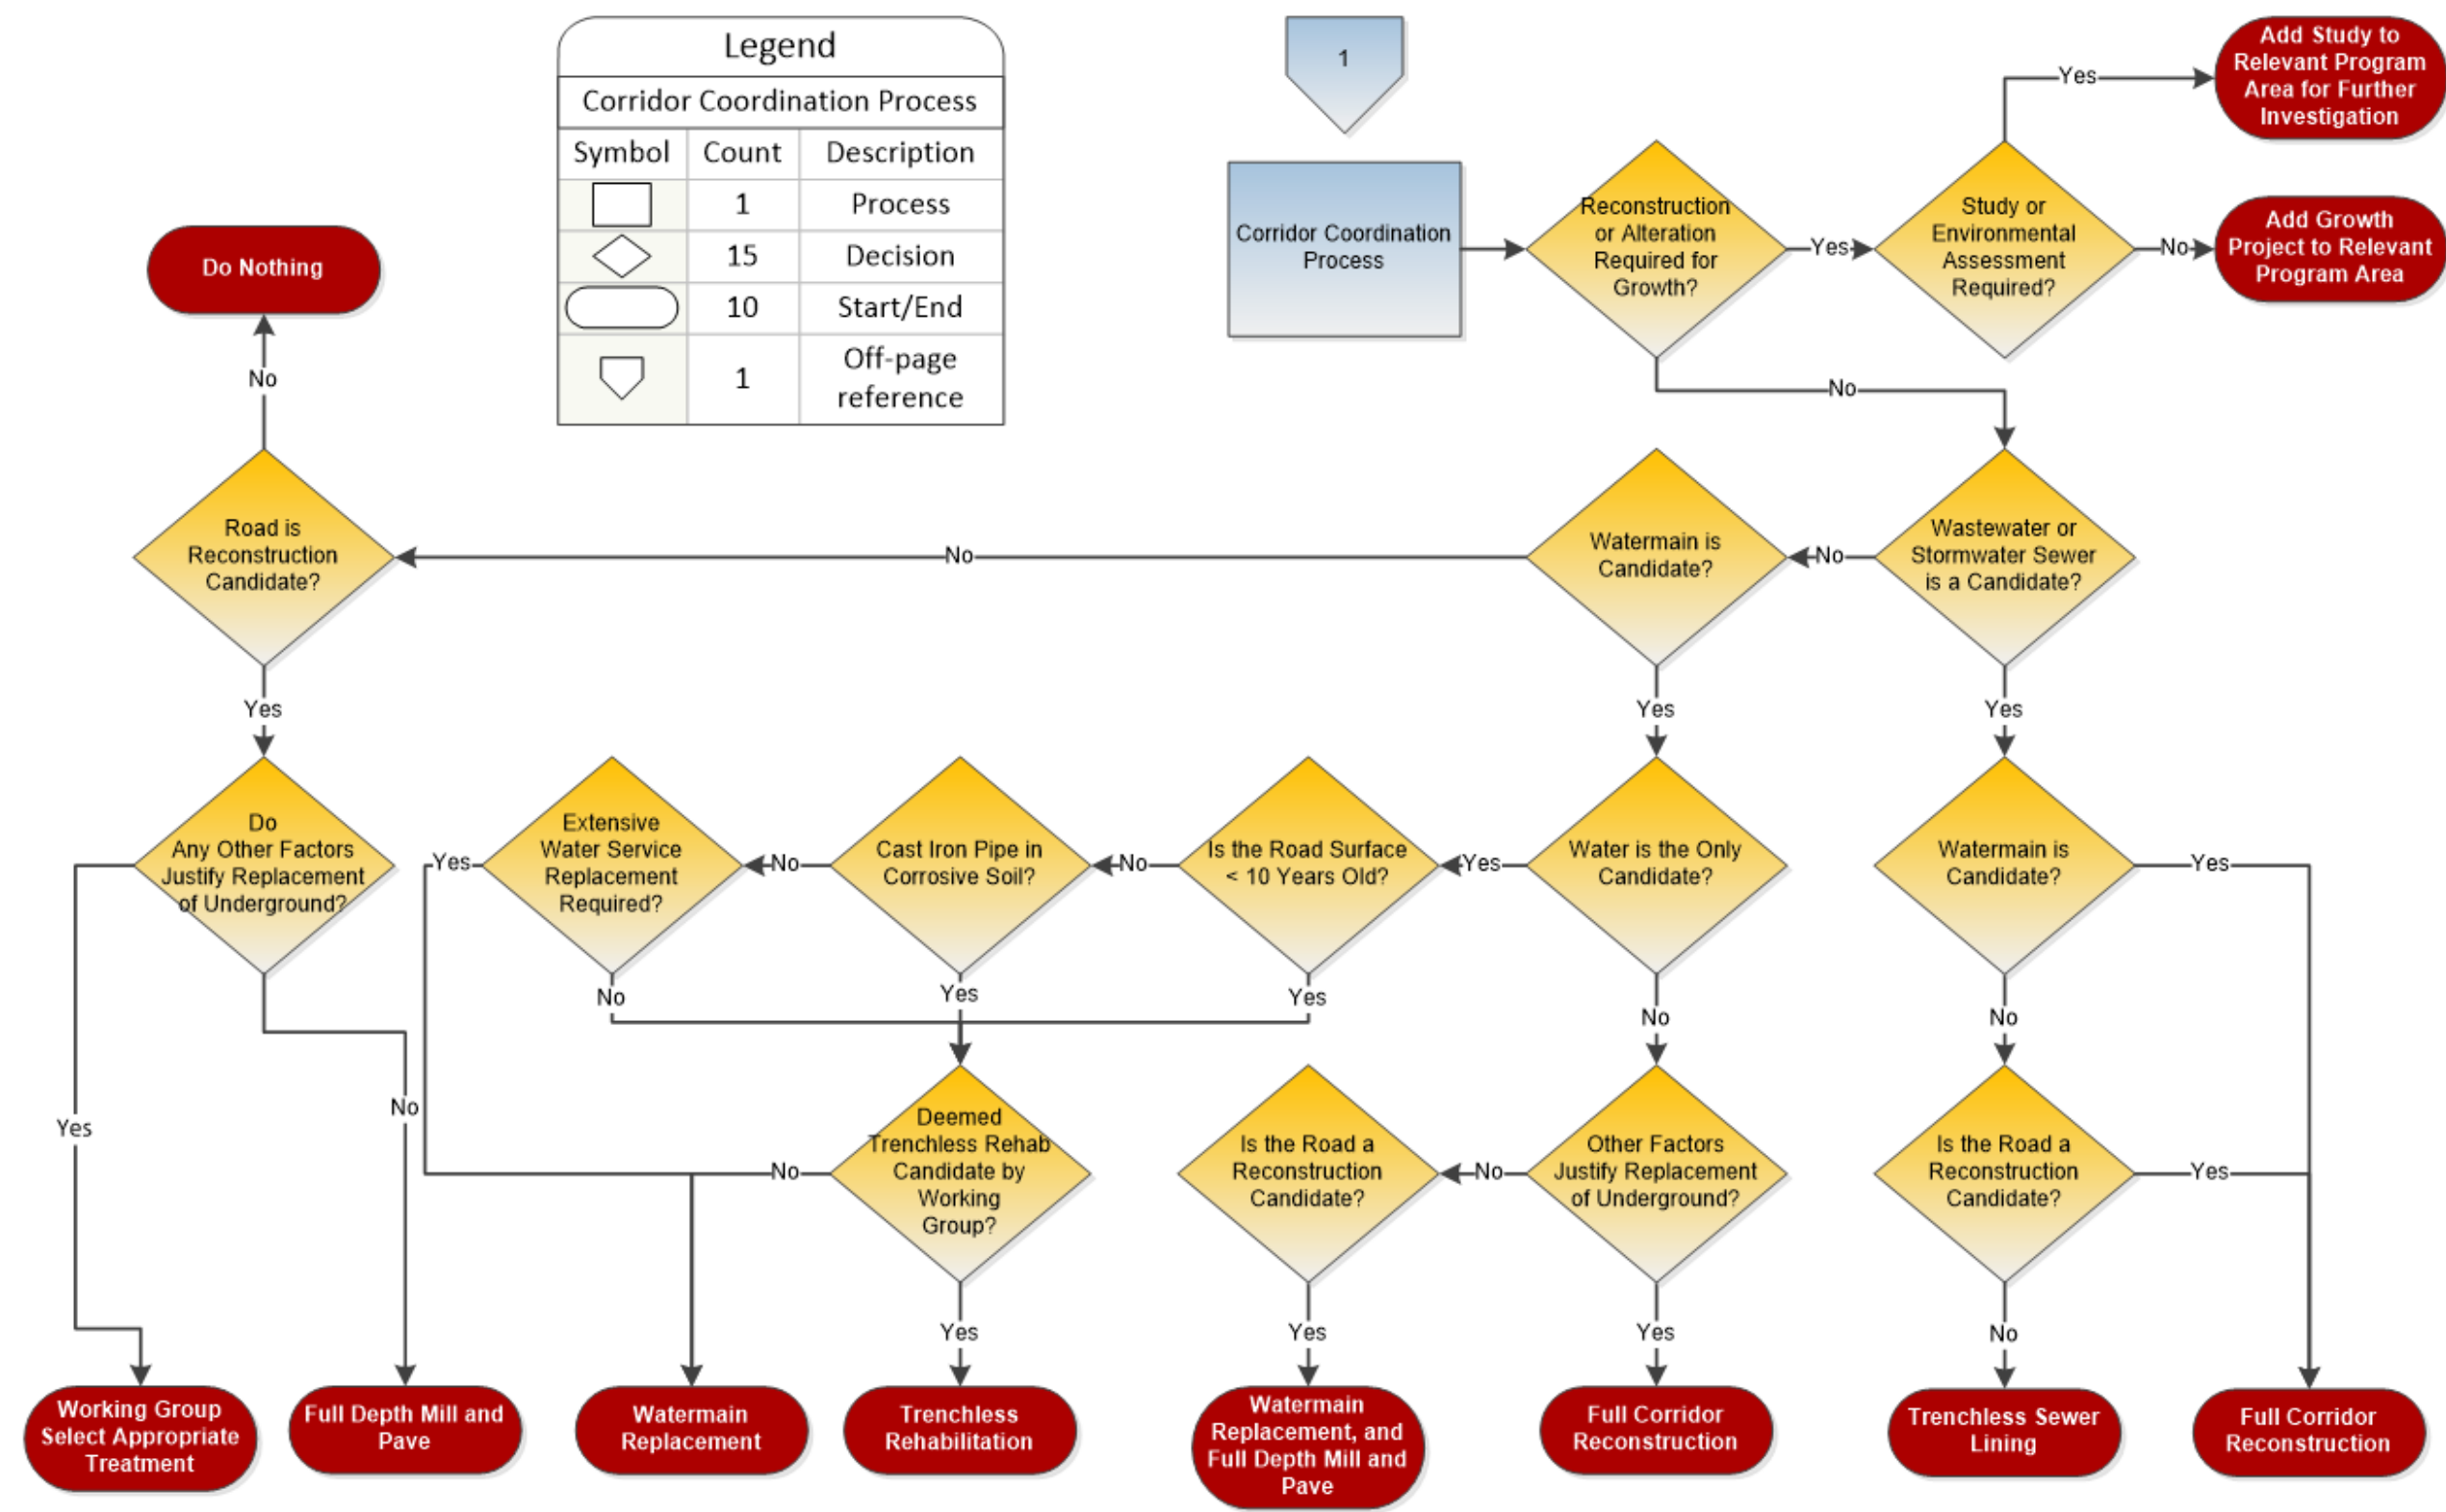 Legend
Corridor Coordination Process
Symbol Count Description
1 Process
15 Decision
10 Start/End
1 Off-page
reference
1
Corridor Coordination
Process
Reconstruction
or Alteration
Required for
Growth?
Yes
No
Study or
Environmental
Assessment
Required?
Yes
No
Add Study to
Relevant Program
Area for Further
Investigation
Add Growth
Project to Relevant
Program Area
Do Nothing
No
Road is
Reconstruction
Candidate?
Yes
No
Watermain is
Candidate?
Yes
No
Wastewater or
Stormwater Sewer
is a Candidate?
Yes
Do
Any Other Factors
Justify Replacement
of Underground?
Yes
No
Extensive
Water Service
Replacement
Required?
Yes
No
No
Cast Iron Pipe in
Corrosive Soil?
Yes
No
Is the Road Surface
< 10 Years Old?
Yes
Yes
Water is the Only
Candidate?
No
Watermain is
Candidate?
Yes
No
Deemed
Trenchless Rehab
Candidate by
Working
Group?
No
Yes
Is the Road a
Reconstruction
Candidate?
Yes
No
Other Factors
Justify Replacement
of Underground?
Yes
Is the Road a
Reconstruction
Candidate?
Yes
No
Working Group
Select Appropriate
Treatment
Full Depth Mill and
Pave
Watermain
Replacement
Trenchless
Rehabilitation
Watermain
Replacement, and
Full Depth Mill and
Pave
Full Corridor
Reconstruction
Trenchless Sewer
Lining
Full Corridor
Reconstruction